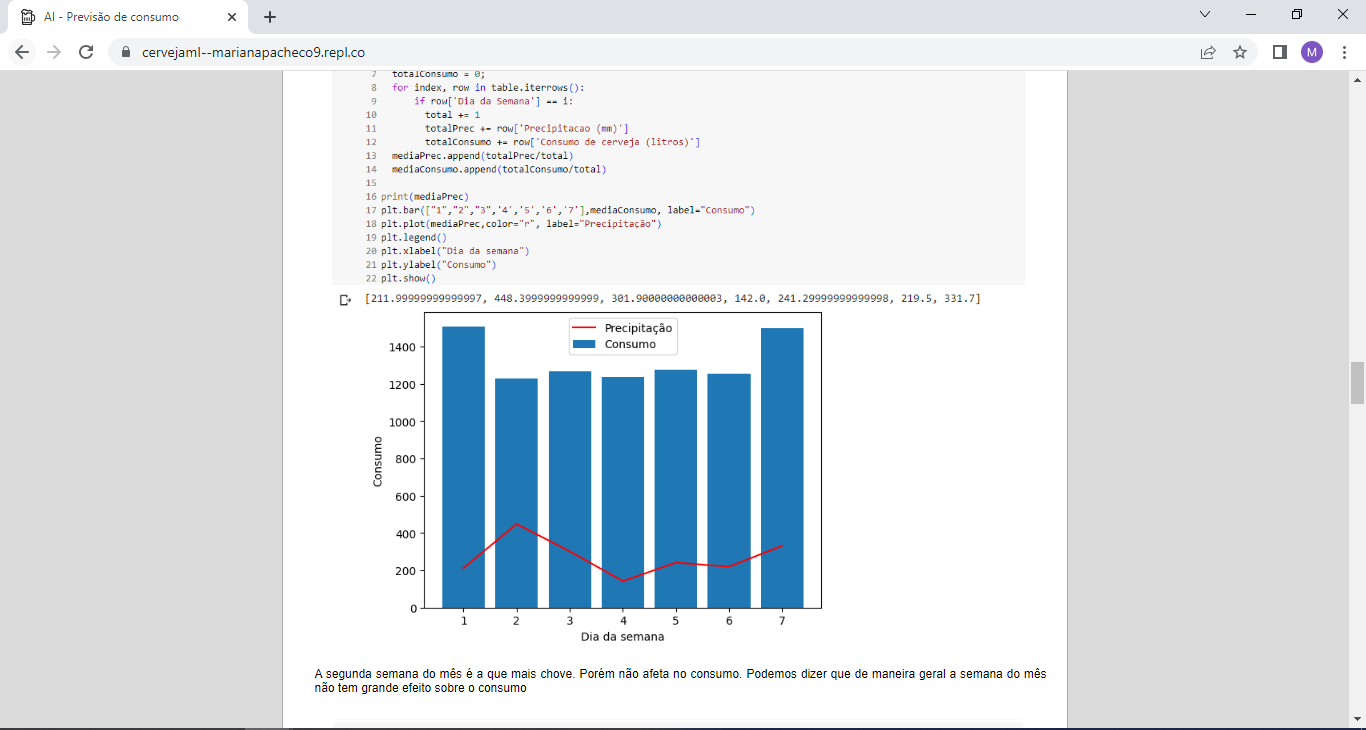 AI - Previsão de consumo
cervejaml--marianapacheco9.repl.co
M
7 totalConsumo = 0;
8 for index, row in table.iterrows():
9 if row['Dia da Semana'] == i:
10 total += 1
11 totalPrec += row['Precipitacao (mm)']
12 totalConsumo += row['Consumo de cerveja (litros)']
13 mediaPrec.append(totalPrec/total)
14 mediaConsumo.append(totalConsumo/total)
15
16 print(mediaPrec)
17 plt.bar(["1","2","3",'4','5','6','7'],mediaConsumo, label="Consumo")
18 plt.plot(mediaPrec,color="r", label="Precipitação")
19 plt.legend()
20 plt.xlabel("Dia da semana")
21 plt.ylabel("Consumo")
22 plt.show()
[211.99999999999997, 448.3999999999999, 301.90000000000003, 142.0, 241.29999999999998, 219.5, 331.7]
Precipitação
Consumo
1400
1200
1000
800
600
400
200
0
Consumo
1 2 3 4 5 6 7
Dia da semana
A segunda semana do mês é a que mais chove. Porém não afeta no consumo. Podemos dizer que de maneira geral a semana do mês
não tem grande efeito sobre o consumo